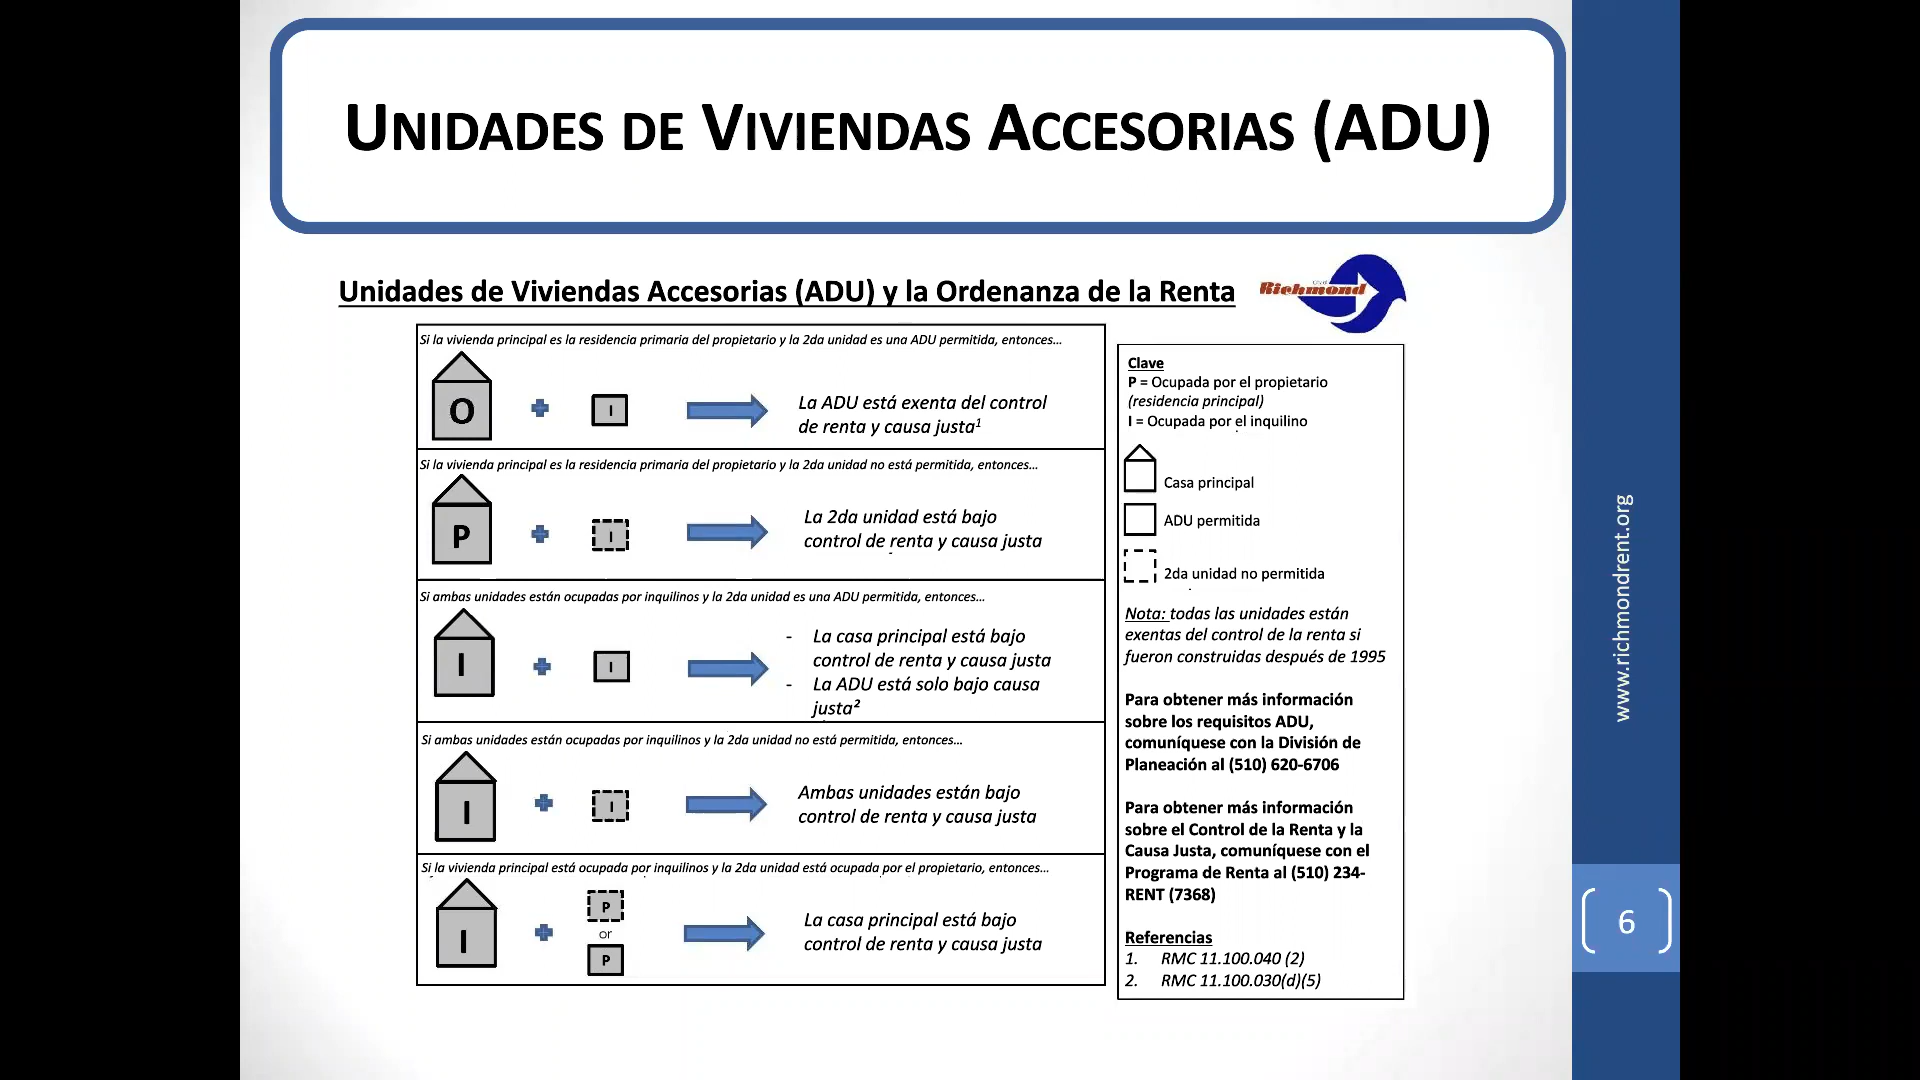 UNIDADES DE VIVIENDAS ACCESORIAS (ADU)
Unidades de Viviendas Accesorias (ADU) y la Ordenanza de la Renta
Richmond
Si la vivienda principal es la residencia primaria del propietario y la 2da unidad es una ADU permitida, entonces...
O
I
La ADU está exenta del control
de renta y causa justa1
Si la vivienda principal es la residencia primaria del propietario y la 2da unidad no está permitida, entonces...
P
I
La 2da unidad está bajo
control de renta y causa justa
Si ambas unidades están ocupadas por inquilinos y la 2da unidad es una ADU permitida, entonces...
I
I
- La casa principal está bajo
control de renta y causa justa
- La ADU está solo bajo causa
justa²
Si ambas unidades están ocupadas por inquilinos y la 2da unidad no está permitida, entonces...
I
I
Ambas unidades están bajo
control de renta y causa justa
Si la vivienda principal está ocupada por inquilinos y la 2da unidad está ocupada por el propietario, entonces...
I
P
or
P
La casa principal está bajo
control de renta y causa justa
Clave
P = Ocupada por el propietario
(residencia principal)
I = Ocupada por el inquilino
Casa principal
ADU permitida
2da unidad no permitida
Nota: todas las unidades están
exentas del control de la renta si
fueron construidas después de 1995
Para obtener más información
sobre los requisitos ADU,
comuníquese con la División de
Planeación al (510) 620-6706
Para obtener más información
sobre el Control de la Renta y la
Causa Justa, comuníquese con el
Programa de Renta al (510) 234-
RENT (7368)
Referencias
1. RMC 11.100.040 (2)
2. RMC 11.100.030(d)(5)
www.richmondrent.org
6